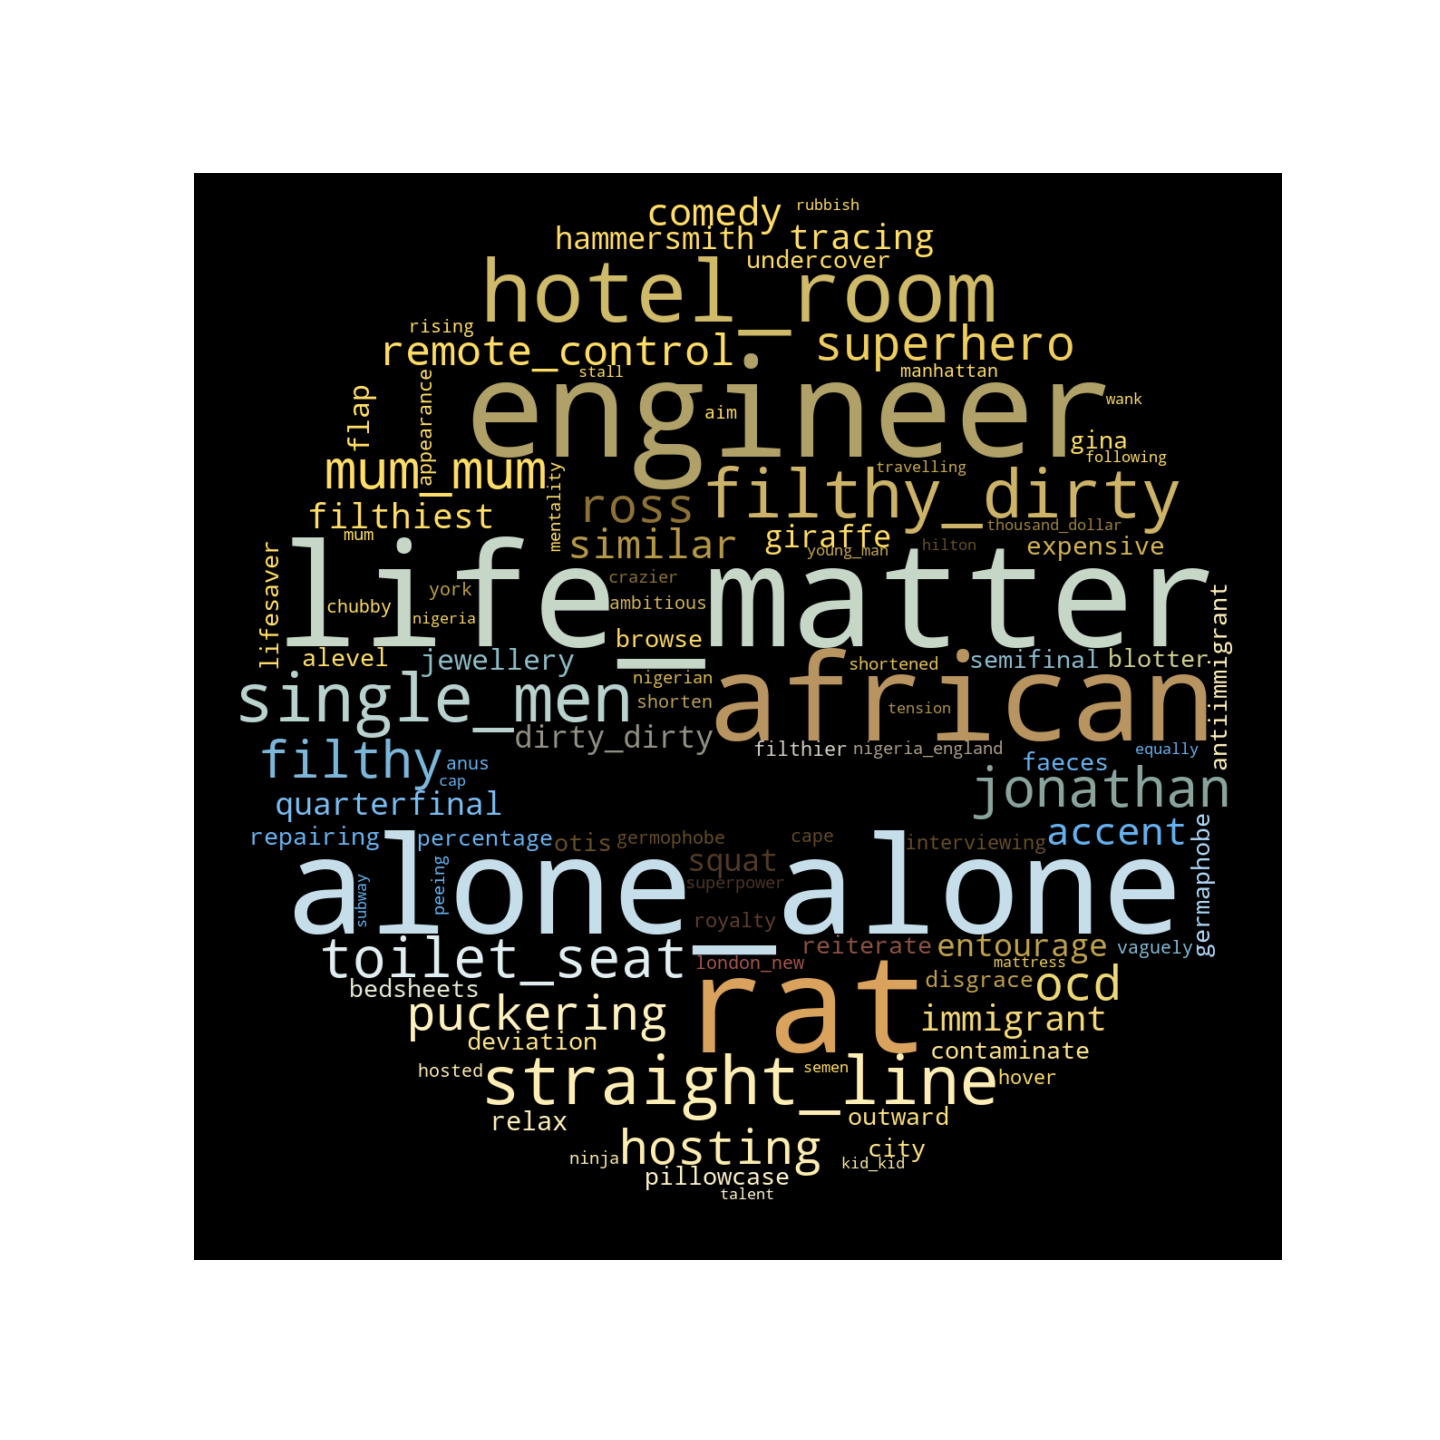 comedy rubbish
hammersmith tracing
undercover
hotel_room
rising
remote_control superhero
stall manhattan
appearance
flap
engineer
aim wank
gina
following
mum_mum
mentality
travelling
filthy_dirty
ross
filthiest
thousand_dollar
mum
similar giraffe
young_man hilton expensive
lifesaver
life_matter
crazier
york
chubby ambitious
nigeria
antiimmigrant
browse
alevel jewellery shortened semifinal blotter
nigerian
single_men shorten african
tension
dirty_dirty filthier nigeria_england equally
filthy anus faeces
cap
jonathan
quarterfinal
repairing percentage otis germophobe cape interviewing accent
germaphobe
squat
peeing superpower
subway
alone_alone
royalty
reiterate entourage vaguely
toilet_seat london_new mattress
bedsheets disgrace ocd
rat
puckering immigrant
deviation contaminate
hosted semen hover
straight_line
relax outward
hosting city
ninja kid_kid
pillowcase
talent